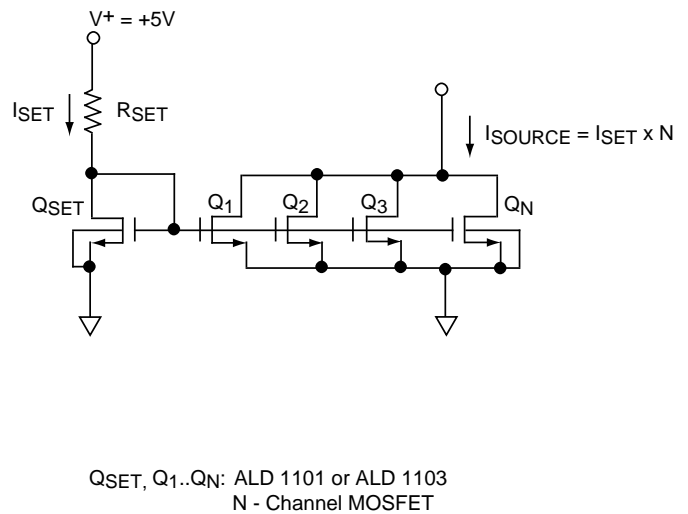 V+ = +5V
ISET
RSET
ISOURCE = ISET x N
QSET
Q1
Q2
Q3
QN
QSET, Q1..QN: ALD 1101 or ALD 1103
N - Channel MOSFET